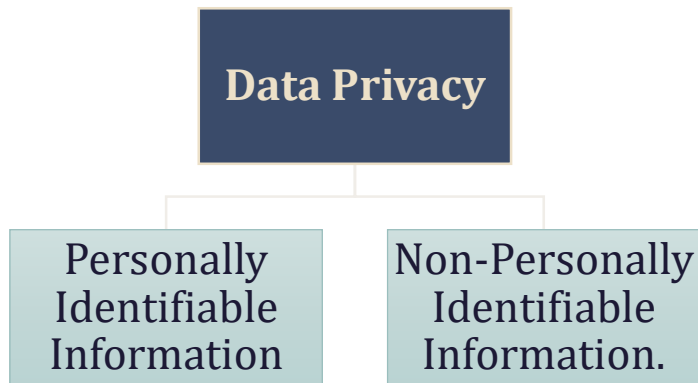 Data Privacy
Personally
Identifiable
Information
Non-Personally
Identifiable
Information.